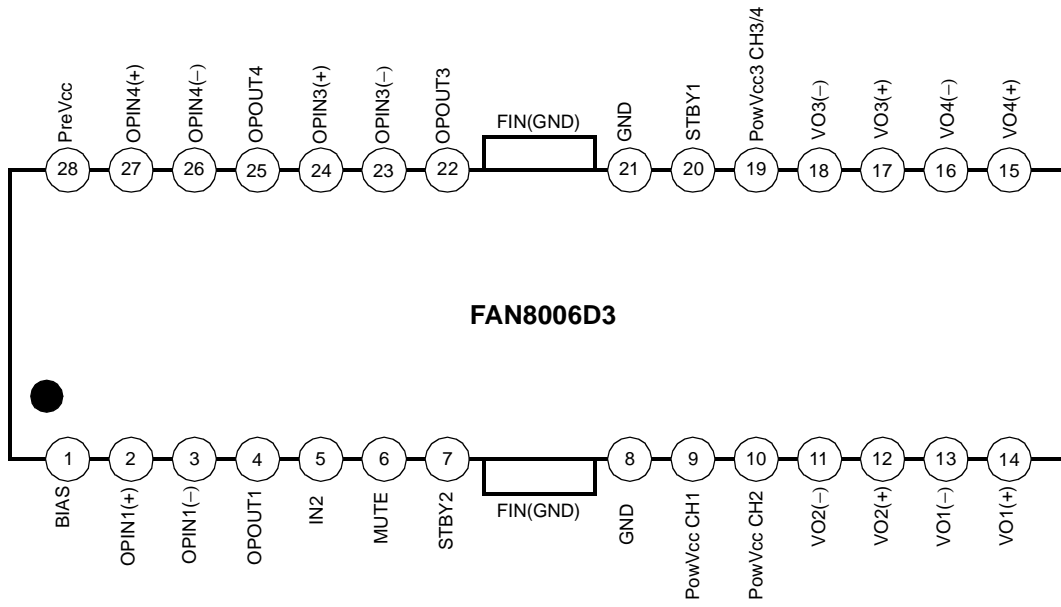 PreVcc
OPIN4(+)
OPIN4(−)
OPOUT4
OPIN3(+)
OPIN3(−)
OPOUT3
FIN(GND)
GND
STBY1
PowVcc3 CH3/4
VO3(−)
VO3(+)
VO4(−)
VO4(+)
28 27 26 25 24 23 22 21 20 19 18 17 16 15
FAN8006D3
1 2 3 4 5 6 7 8 9 10 11 12 13 14
BIAS
OPIN1(+)
OPIN1(−)
OPOUT1
IN2
MUTE
STBY2
FIN(GND)
GND
PowVcc CH1
PowVcc CH2
VO2(−)
VO2(+)
VO1(−)
VO1(+)